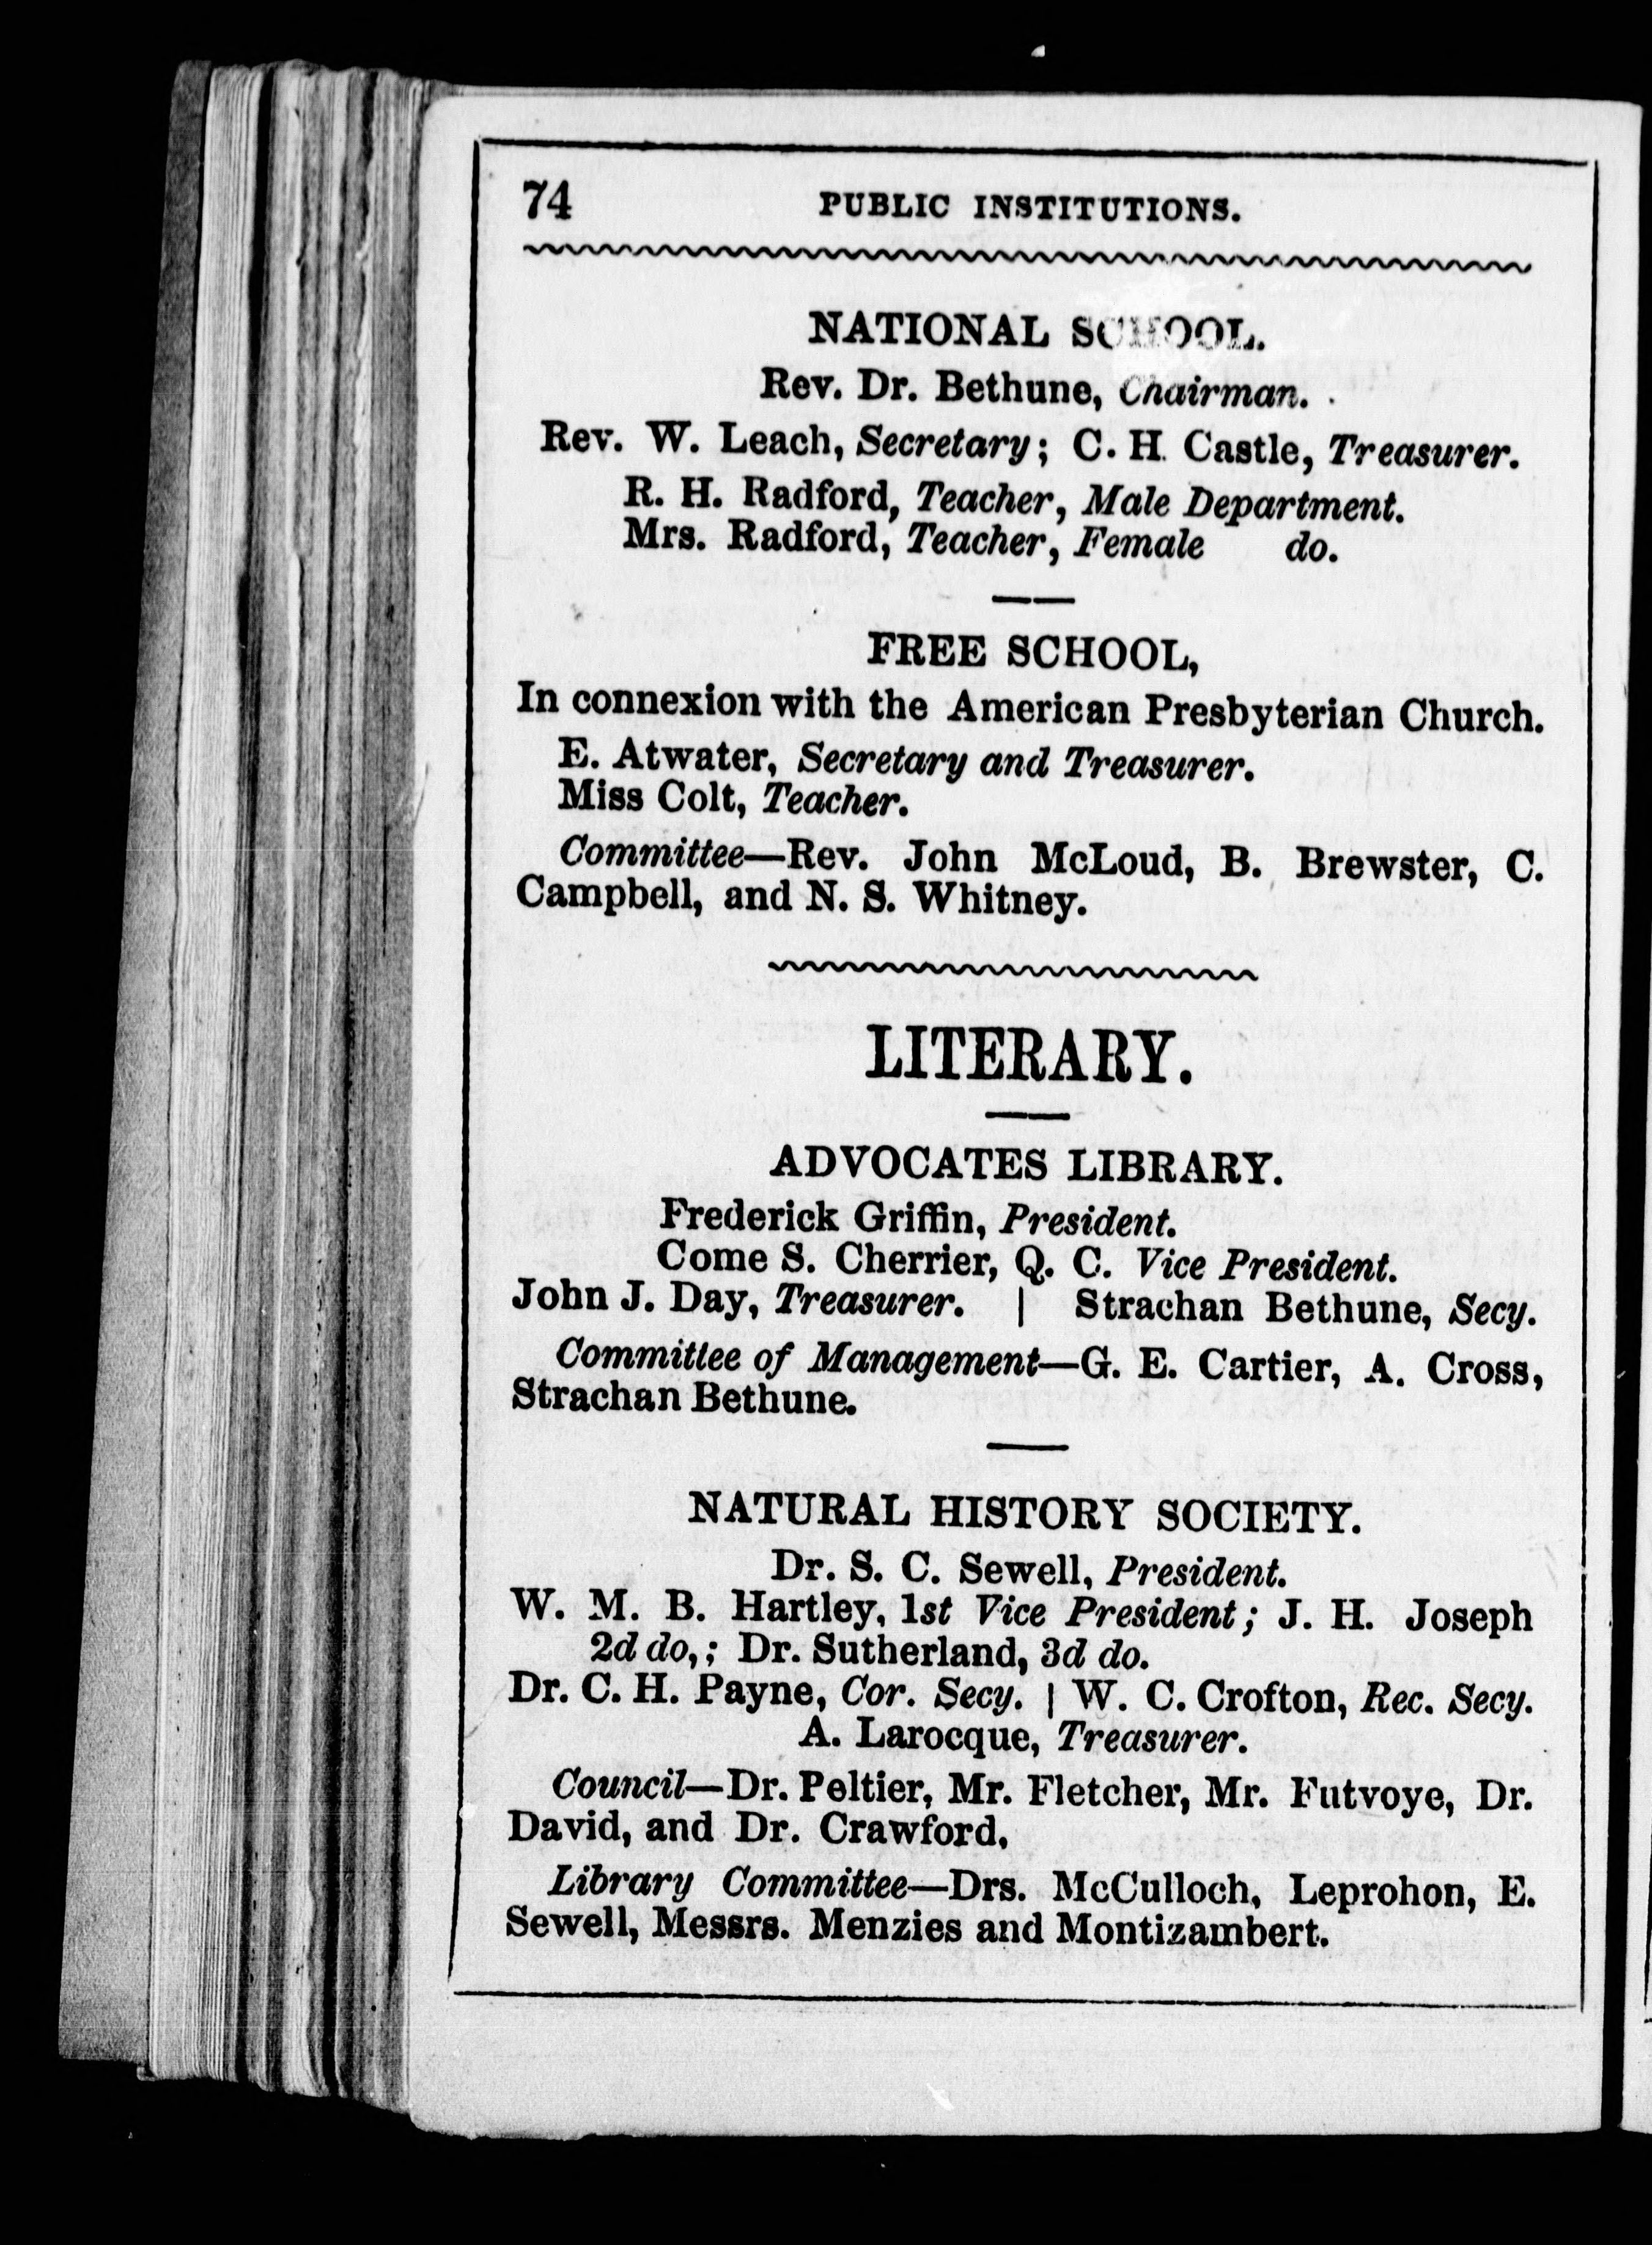 74 PUBLIC INSTITUTIONS.
NATIONAL SCHOOL.
Rev. Dr. Bethune, Chairman.
Rev. W. Leach, Secretary; C. H. Castle, Treasurer.
R. H. Radford, Teacher, Male Department.
Mrs. Radford, Teacher, Female do.
FREE SCHOOL,
In connexion with the American Presbyterian Church.
E. Atwater, Secretary and Treasurer.
Miss Colt, Teacher.
Committee—Rev. John McLoud, B. Brewster, C.
Campbell, and N. S. Whitney.
LITERARY.
ADVOCATES LIBRARY.
Frederick Griffin, President.
Come S. Cherrier, Q. C. Vice President.
John J. Day, Treasurer. | Strachan Bethune, Secy.
Committee of Management—G. E. Cartier, A. Cross,
Strachan Bethune.
NATURAL HISTORY SOCIETY.
Dr. S. C. Sewell, President.
W. M. B. Hartley, 1st Vice President; J. H. Joseph
2d do,; Dr. Sutherland, 3d do.
Dr. C. H. Payne, Cor. Secy. | W. C. Crofton, Rec. Secy.
A. Larocque, Treasurer.
Council—Dr. Peltier, Mr. Fletcher, Mr. Futvoye, Dr.
David, and Dr. Crawford,
Library Committee—Drs. McCulloch, Leprohon, E.
Sewell, Messrs. Menzies and Montizambert.